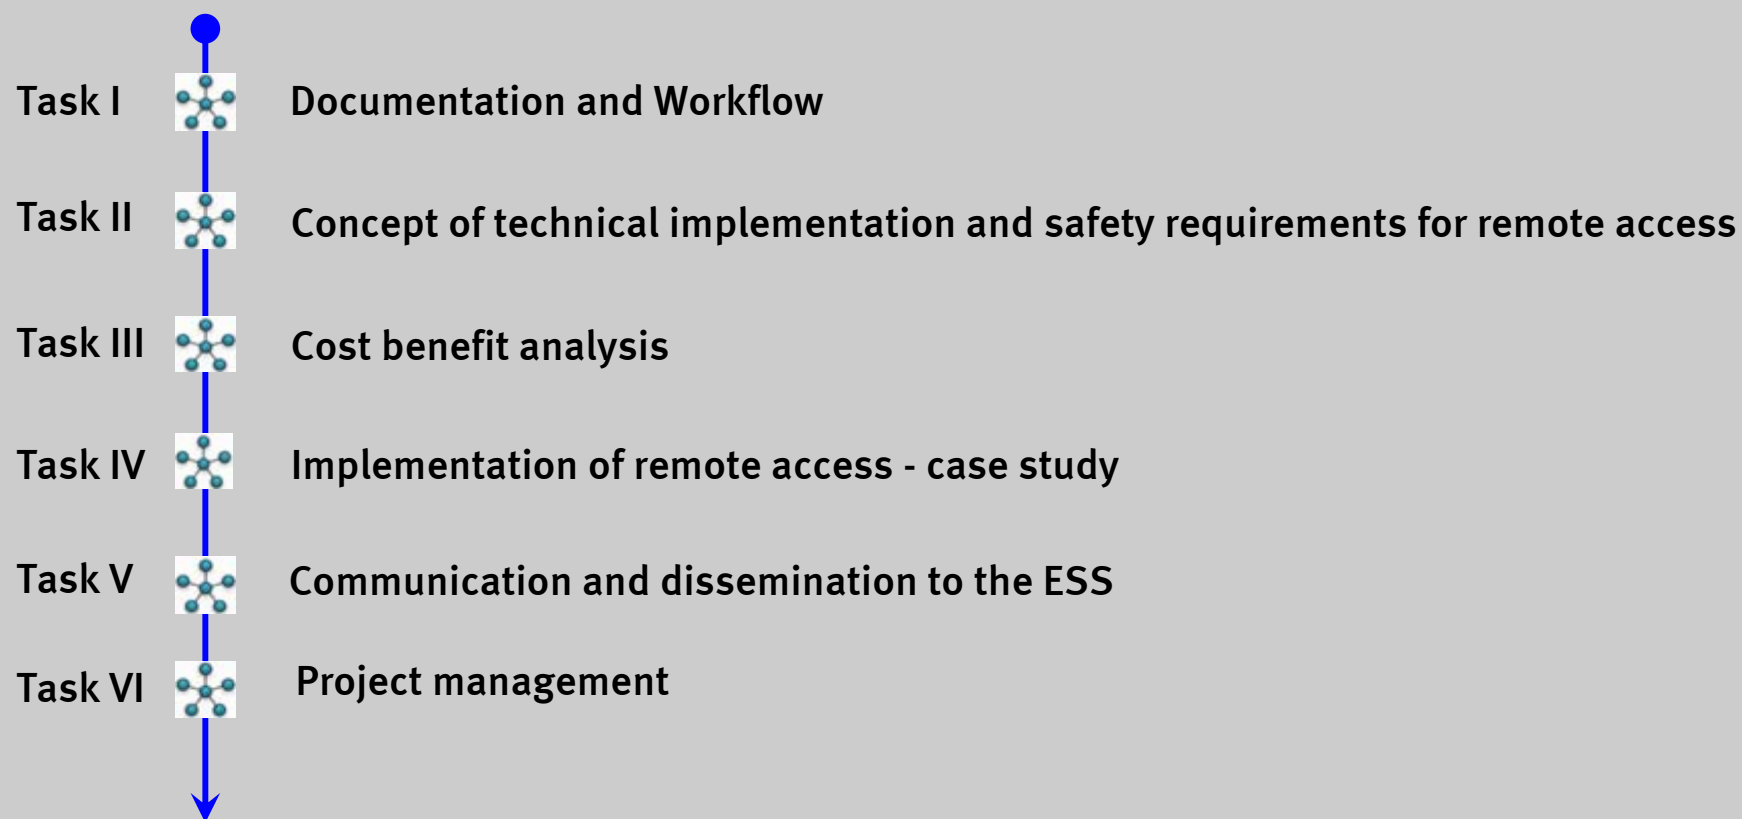 Task I Documentation and Workflow
Task II Concept of technical implementation and safety requirements for remote access
Task III Cost benefit analysis
Task IV Implementation of remote access - case study
Task V Communication and dissemination to the ESS
Task VI Project management